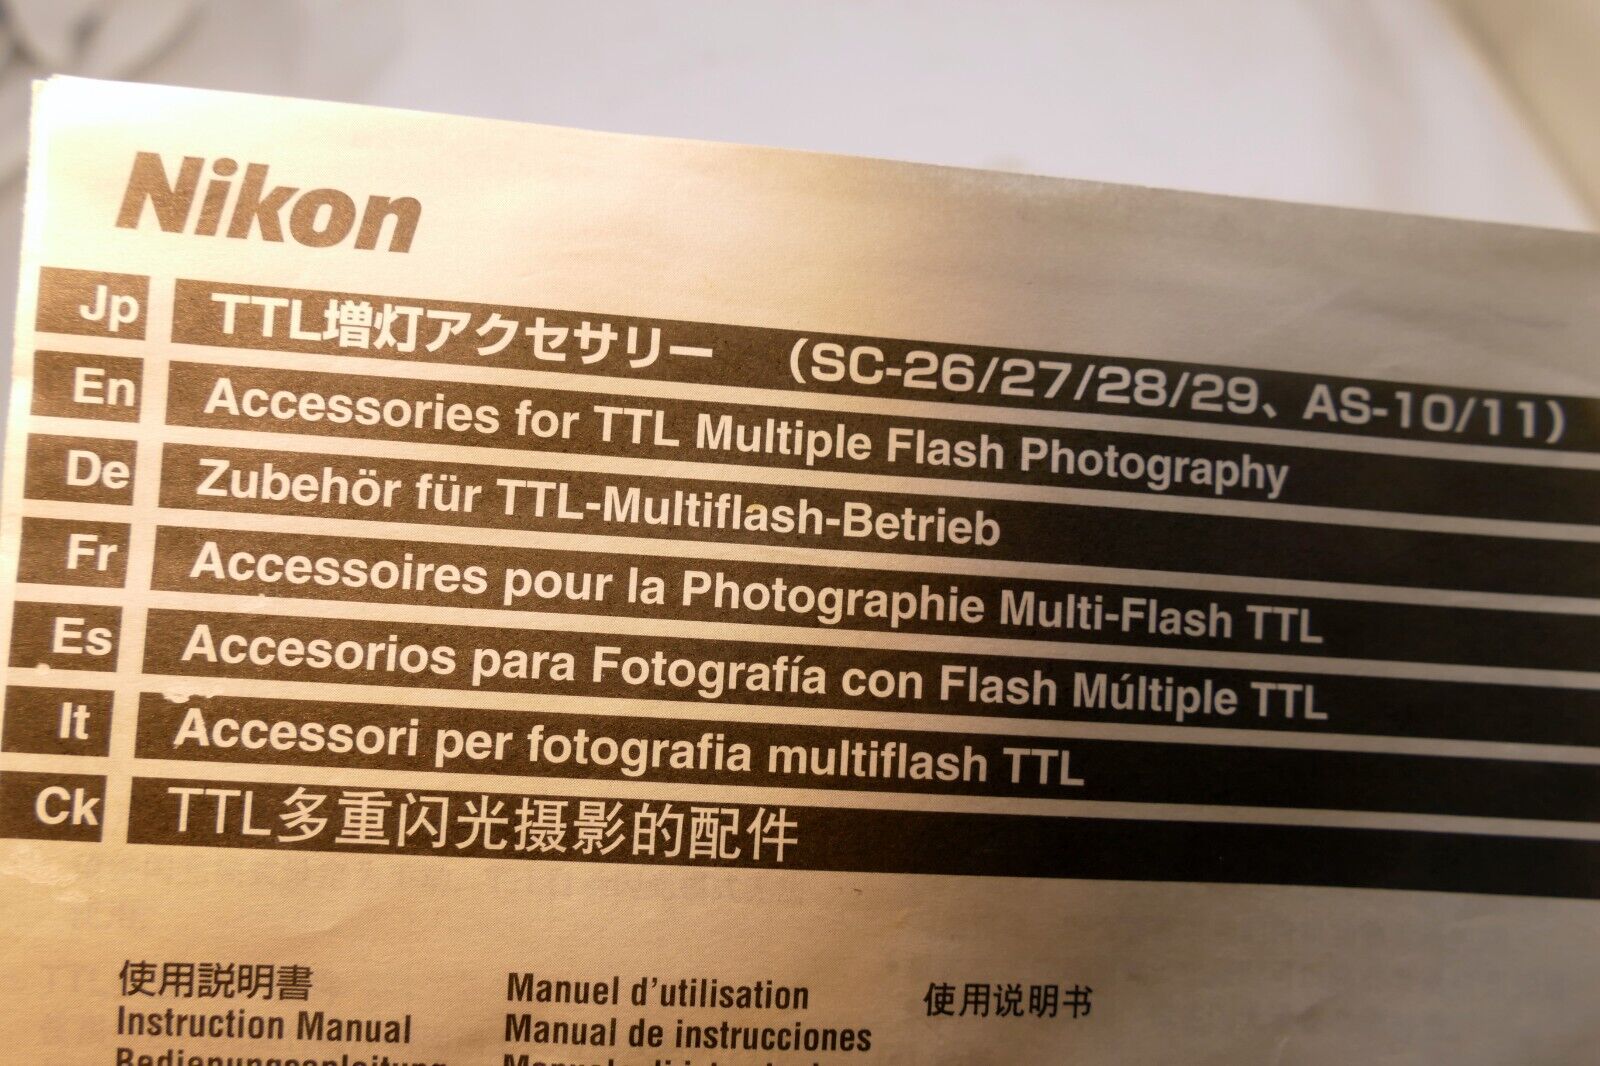 Nikon
Jp TTL増灯アクセサリー （SC-26/27/28/29、AS-10/11）
En Accessories for TTL Multiple Flash Photography
De Zubehör für TTL-Multiflash-Betrieb
Fr Accessoires pour la Photographie Multi-Flash TTL
Es Accesorios para Fotografía con Flash Múltiple TTL
It Accessori per fotografia multiflash TTL
Ck TTL多重闪光摄影的配件
使用説明書
Instruction Manual
Bedienungsanleitung
Manuel d'utilisation
Manual de instrucciones
使用说明书